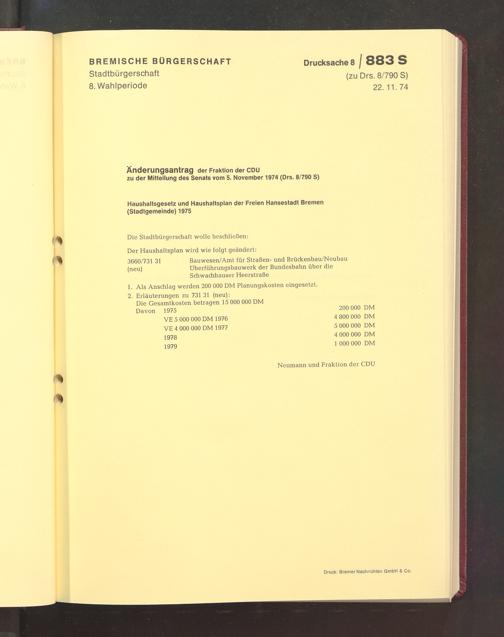 BREMISCHE BÜRGERSCHAFT
Stadtbürgerschaft
8. Wahlperiode
Drucksache 8 / 883 S
(zu Drs. 8/790 S)
22. 11. 74
Änderungsantrag der Fraktion der CDU
zu der Mitteilung des Senats vom 5. November 1974 (Drs. 8/790 S)
Haushaltsgesetz und Haushaltsplan der Freien Hansestadt Bremen
(Stadtgemeinde) 1975
Die Stadtbürgerschaft wolle beschließen:
Der Haushaltsplan wird wie folgt geändert:
3660/731 31 Bauwesen/Amt für Straßen- und Brückenbau/Neubau
(neu) Überführungsbauwerk der Bundesbahn über die
Schwachhauser Heerstraße
1. Als Anschlag werden 200 000 DM Planungskosten eingesetzt.
2. Erläuterungen zu 731 31 (neu):
Die Gesamtkosten betragen 15 000 000 DM
Davon 1975 200 000 DM
VE 5 000 000 DM 1976 4 800 000 DM
VE 4 000 000 DM 1977 5 000 000 DM
1978 4 000 000 DM
1979 1 000 000 DM
Neumann und Fraktion der CDU
Druck: Bremer Nachrichten GmbH & Co.